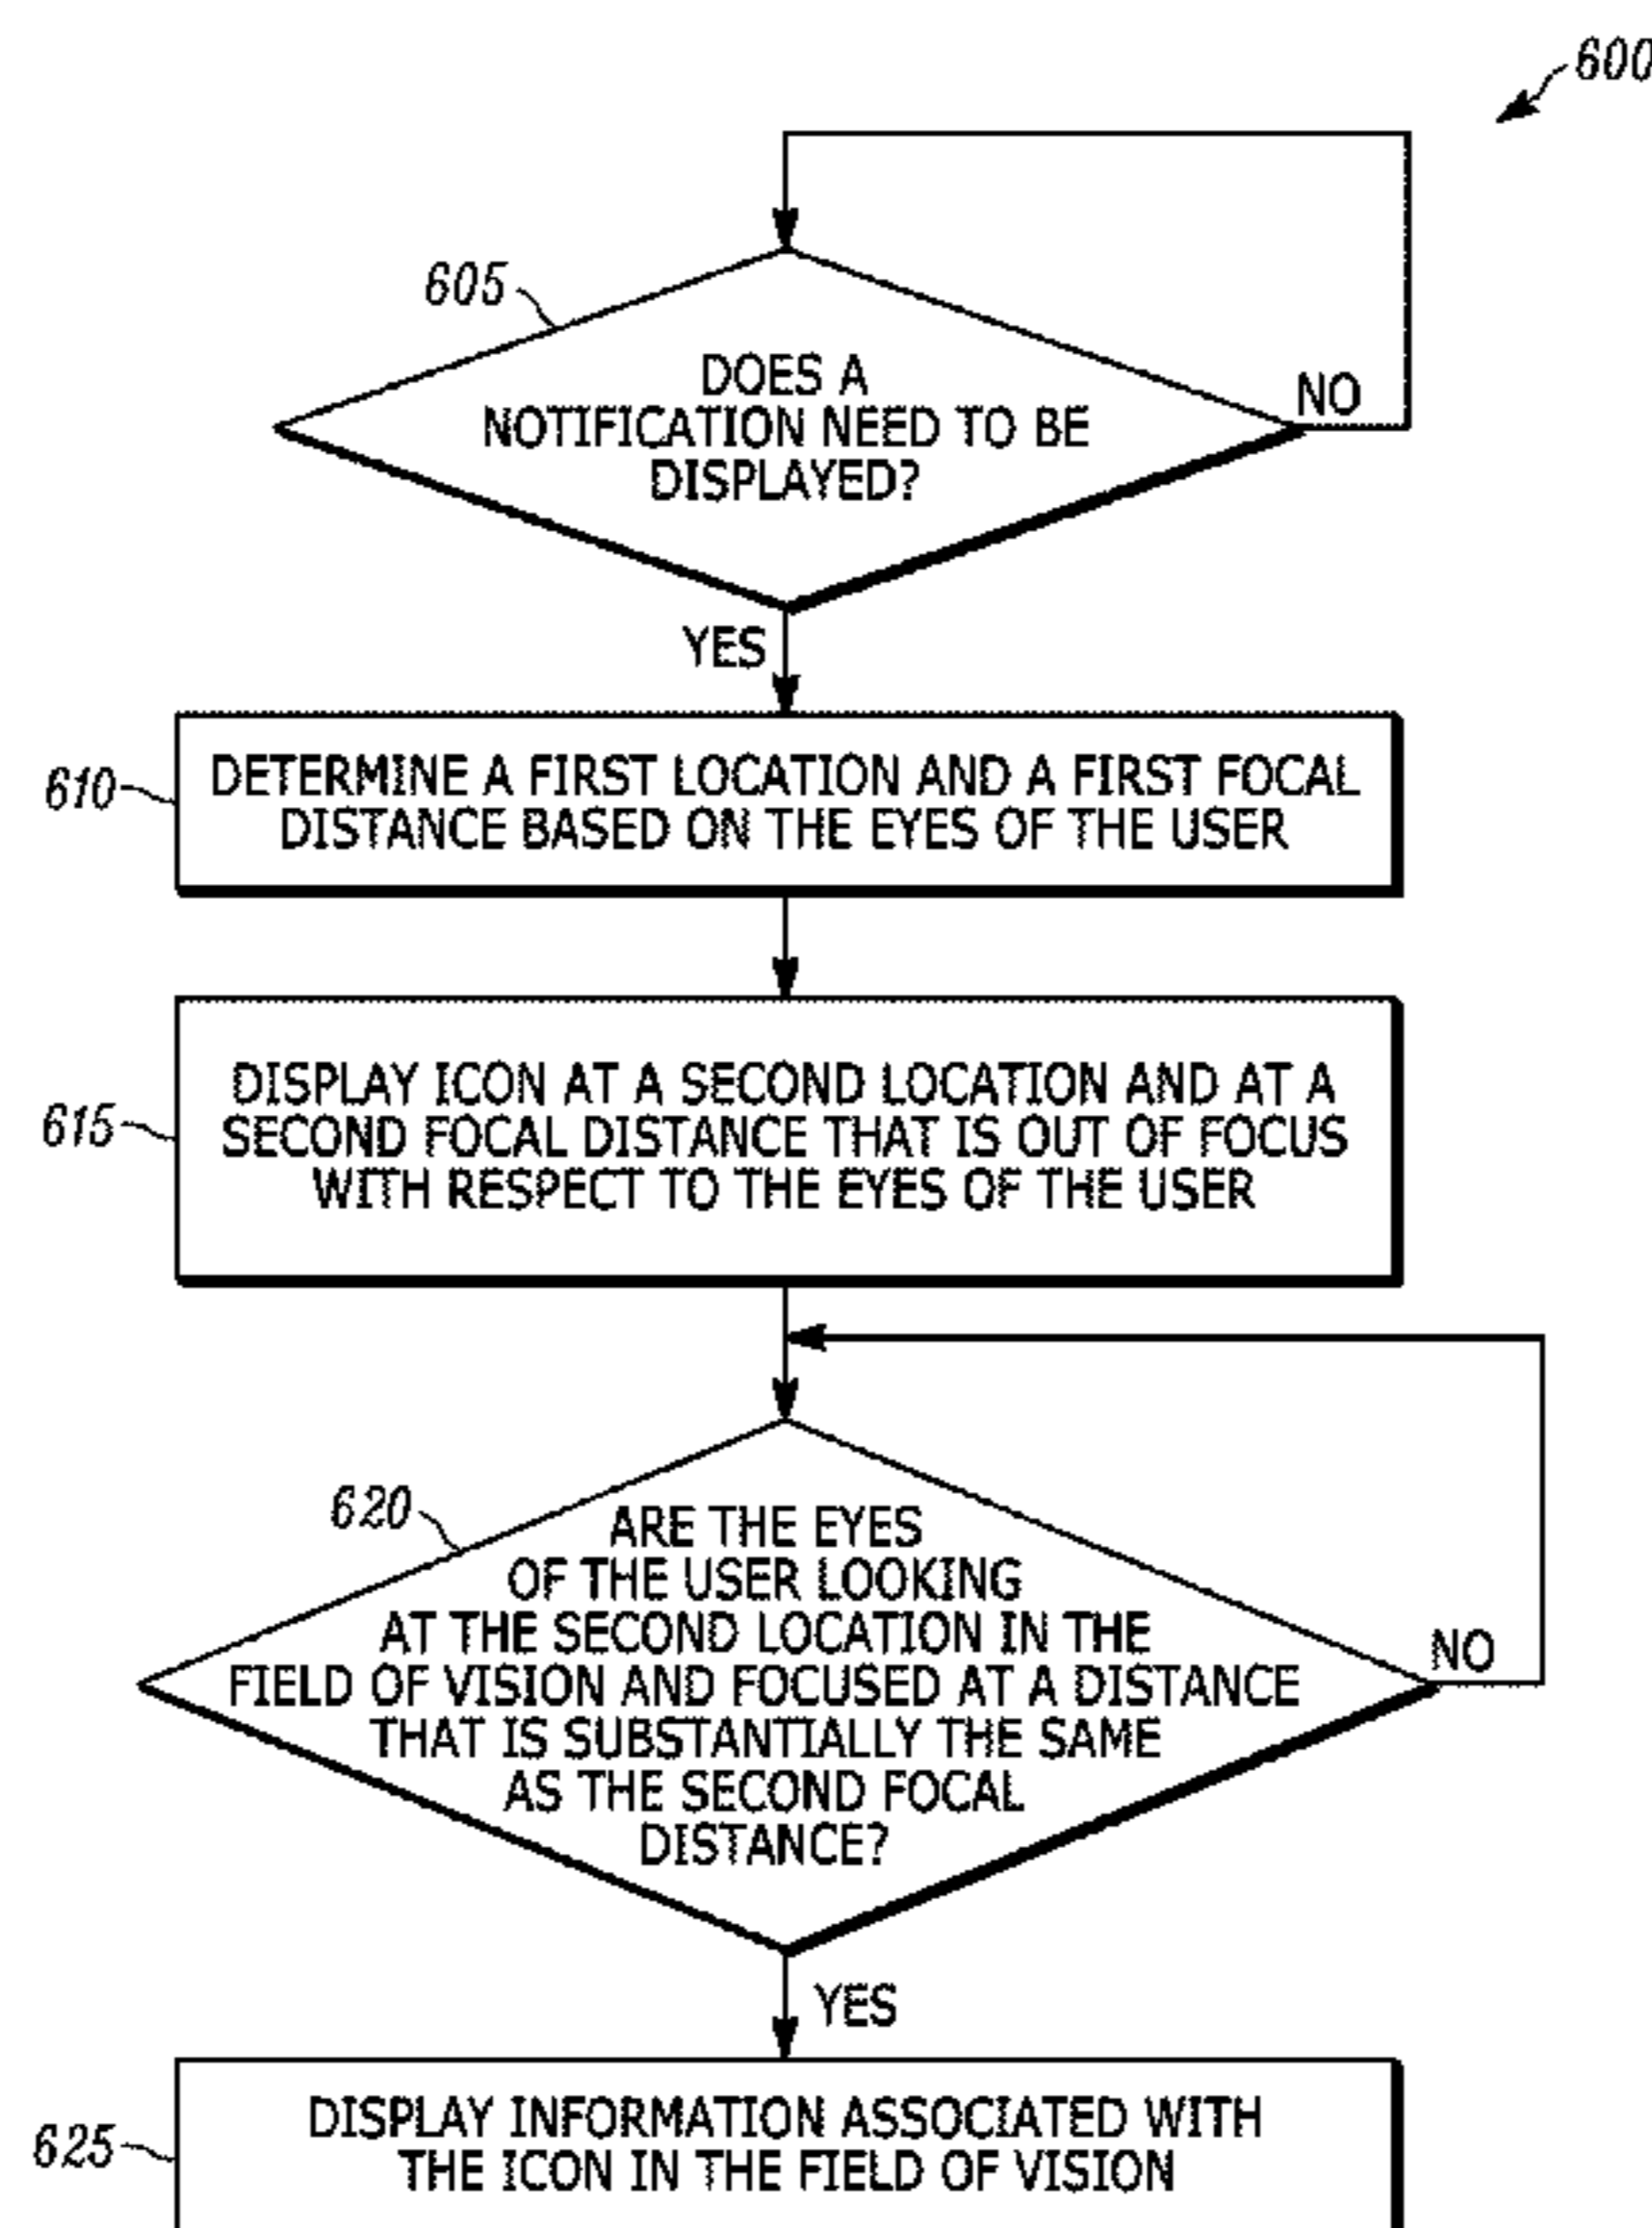 600
605
DOES A
NOTIFICATION NEED TO BE
DISPLAYED?
NO
YES
610
DETERMINE A FIRST LOCATION AND A FIRST FOCAL
DISTANCE BASED ON THE EYES OF THE USER
615
DISPLAY ICON AT A SECOND LOCATION AND AT A
SECOND FOCAL DISTANCE THAT IS OUT OF FOCUS
WITH RESPECT TO THE EYES OF THE USER
620
ARE THE EYES
OF THE USER LOOKING
AT THE SECOND LOCATION IN THE
FIELD OF VISION AND FOCUSED AT A DISTANCE
THAT IS SUBSTANTIALLY THE SAME
AS THE SECOND FOCAL
DISTANCE?
NO
YES
625
DISPLAY INFORMATION ASSOCIATED WITH
THE ICON IN THE FIELD OF VISION